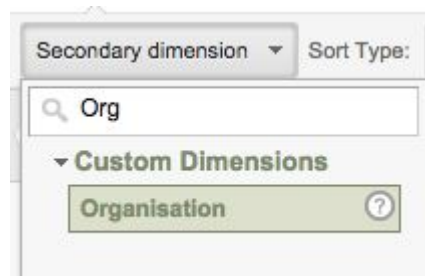 Secondary dimension Sort Type:
Org
Custom Dimensions
Organisation ?